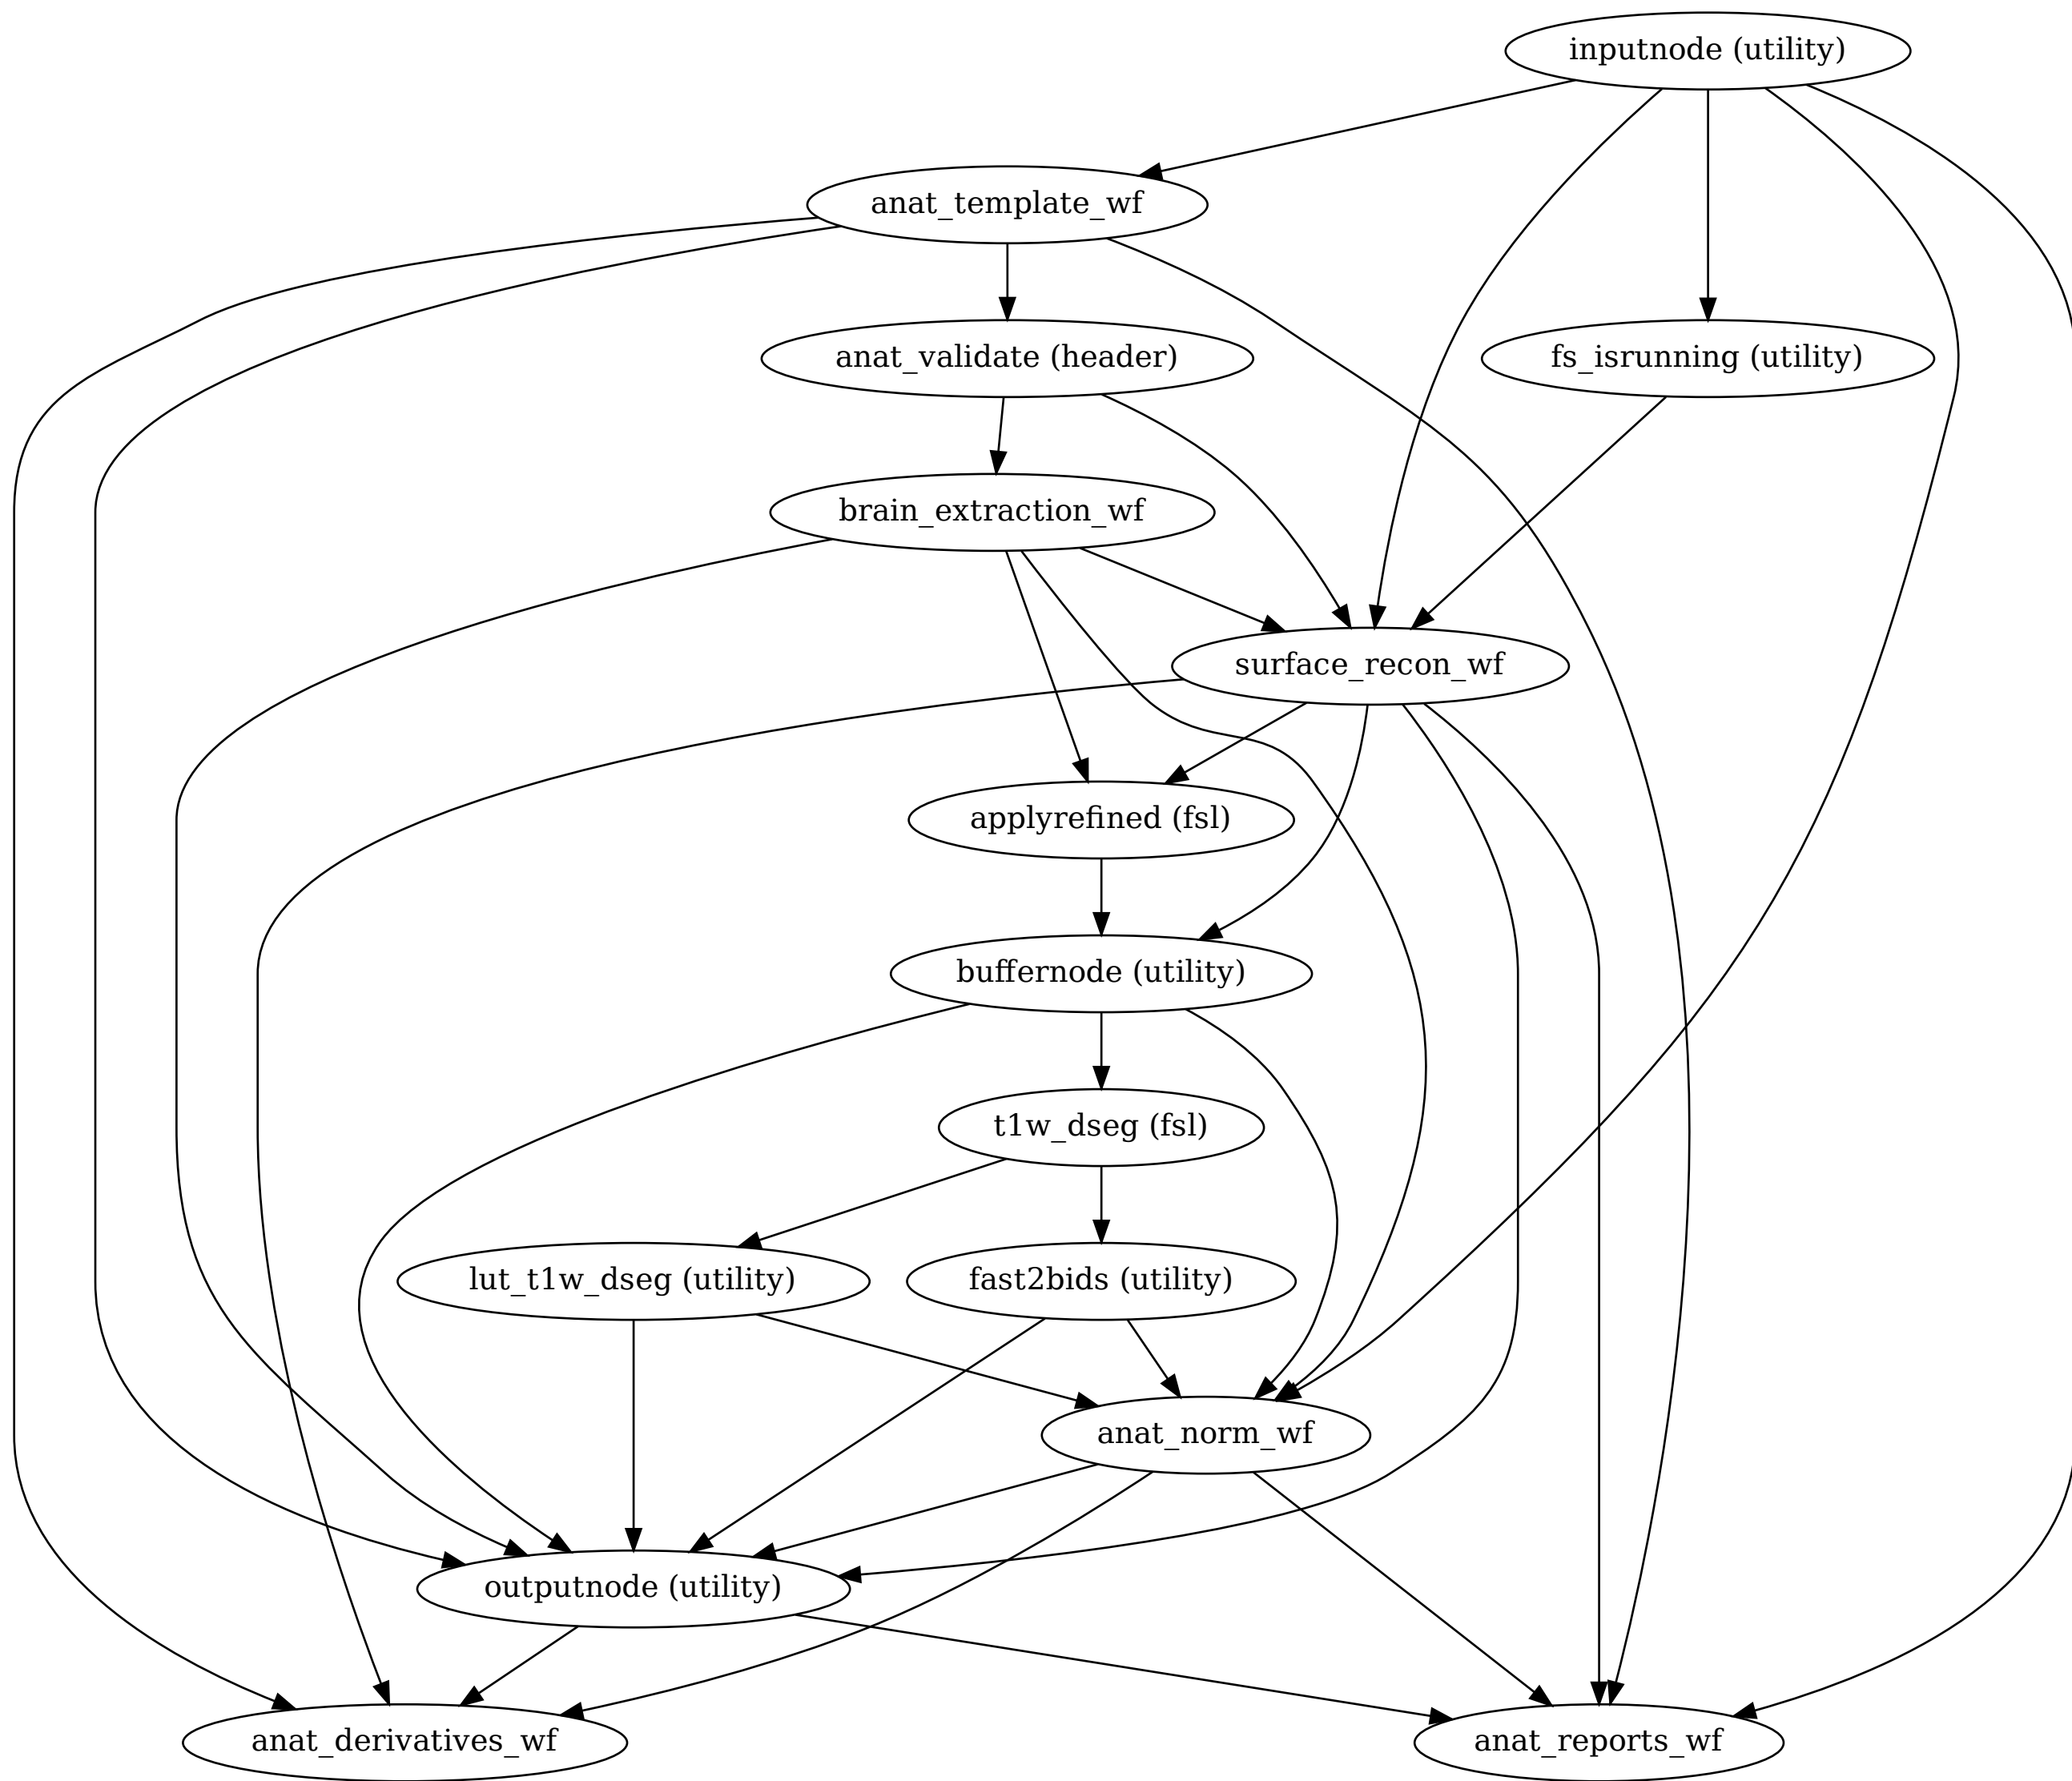 inputnode (utility)
anat_template_wf
anat_validate (header)
fs_isrunning (utility)
brain_extraction_wf
surface_recon_wf
applyrefined (fsl)
buffernode (utility)
t1w_dseg (fsl)
lut_t1w_dseg (utility)
fast2bids (utility)
anat_norm_wf
outputnode (utility)
anat_derivatives_wf
anat_reports_wf